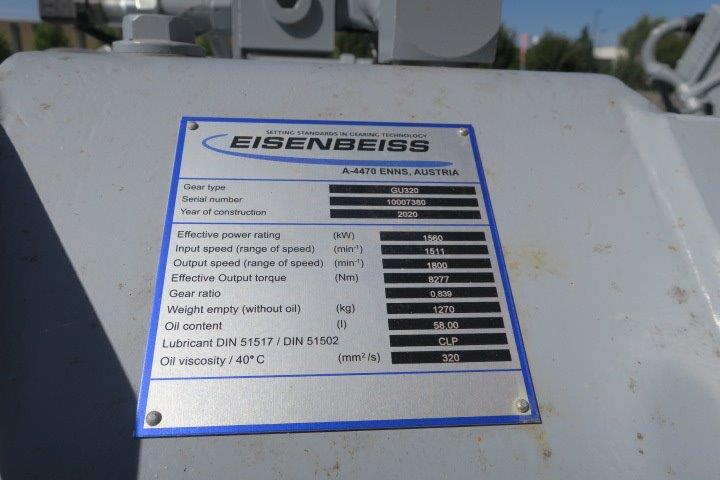 SETTING STANDARDS IN GEARING TECHNOLOGY
EISENBEISS
A-4470 ENNS, AUSTRIA
Gear type GU320
Serial number 10007380
Year of construction 2020
Effective power rating (kW) 1560
Input speed (range of speed) (min⁻¹) 1511
Output speed (range of speed) (min⁻¹) 1800
Effective Output torque (Nm) 8277
Gear ratio 0,839
Weight empty (without oil) (kg) 1270
Oil content (l) 58,00
Lubricant DIN 51517 / DIN 51502 CLP
Oil viscosity / 40° C (mm²/s) 320